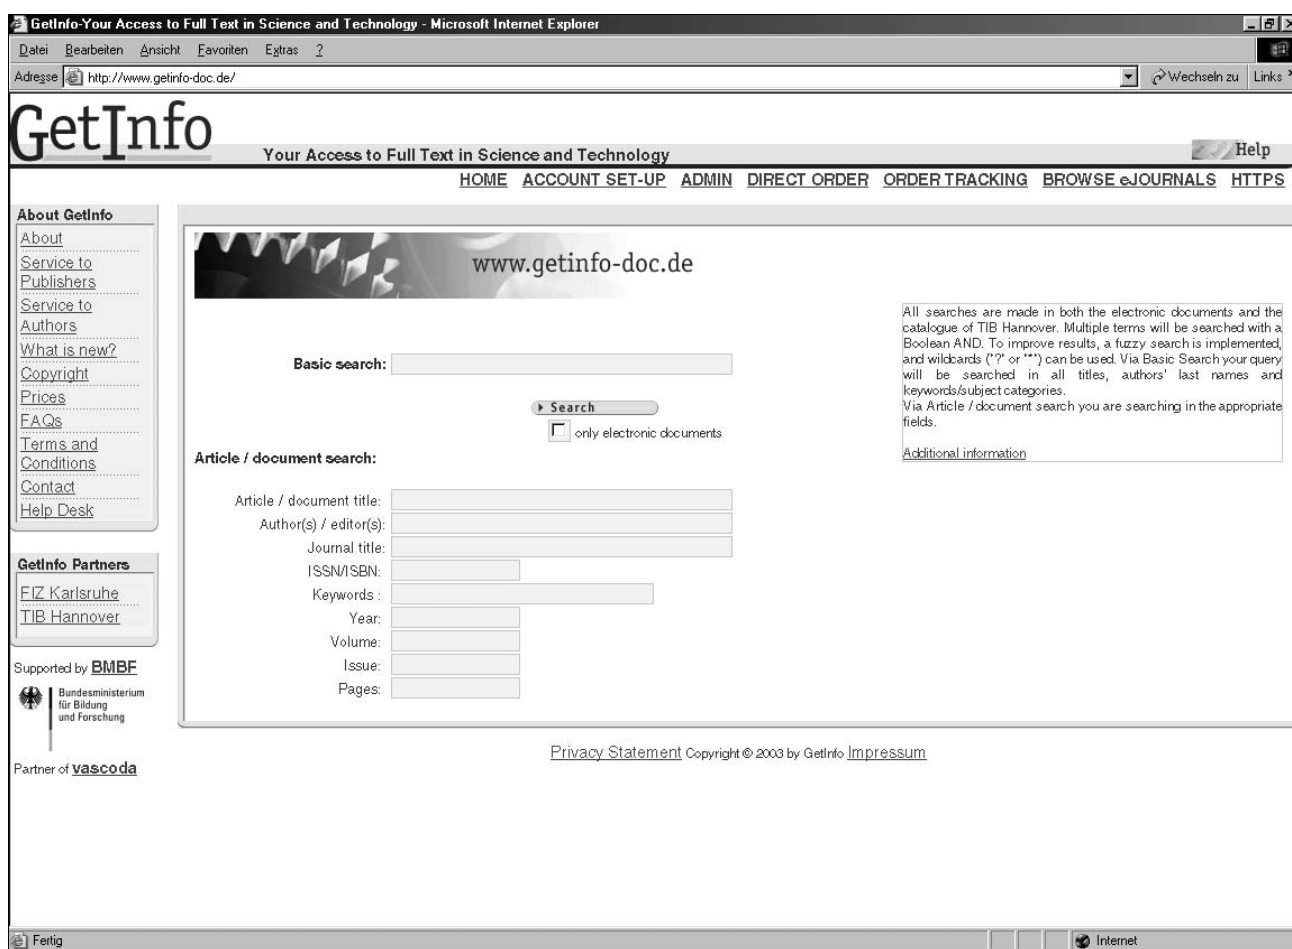 GetInfo-Your Access to Full Text in Science and Technology - Microsoft Internet Explorer
Datei Bearbeiten Ansicht Favoriten Extras ?
Adresse http://www.getinfo-doc.de/ Wechseln zu Links
GetInfo
Your Access to Full Text in Science and Technology
Help
HOME ACCOUNT SET-UP ADMIN DIRECT ORDER ORDER TRACKING BROWSE eJOURNALS HTTPS
About GetInfo
About
Service to
Publishers
Service to
Authors
What is new?
Copyright
Prices
FAQs
Terms and
Conditions
Contact
Help Desk
GetInfo Partners
FIZ Karlsruhe
TIB Hannover
Supported by BMBF
Bundesministerium
für Bildung
und Forschung
Partner of vascoda
www.getinfo-doc.de
Basic search:
Search
only electronic documents
Article / document search:
Article / document title:
Author(s) / editor(s):
Journal title:
ISSN/ISBN:
Keywords :
Year:
Volume:
Issue:
Pages:
All searches are made in both the electronic documents and the
catalogue of TIB Hannover. Multiple terms will be searched with a
Boolean AND. To improve results, a fuzzy search is implemented,
and wildcards ('?' or '*') can be used. Via Basic Search your query
will be searched in all titles, authors' last names and
keywords/subject categories.
Via Article / document search you are searching in the appropriate
fields.
Additional information
Privacy Statement Copyright © 2003 by GetInfo Impressum
Fertig
Internet